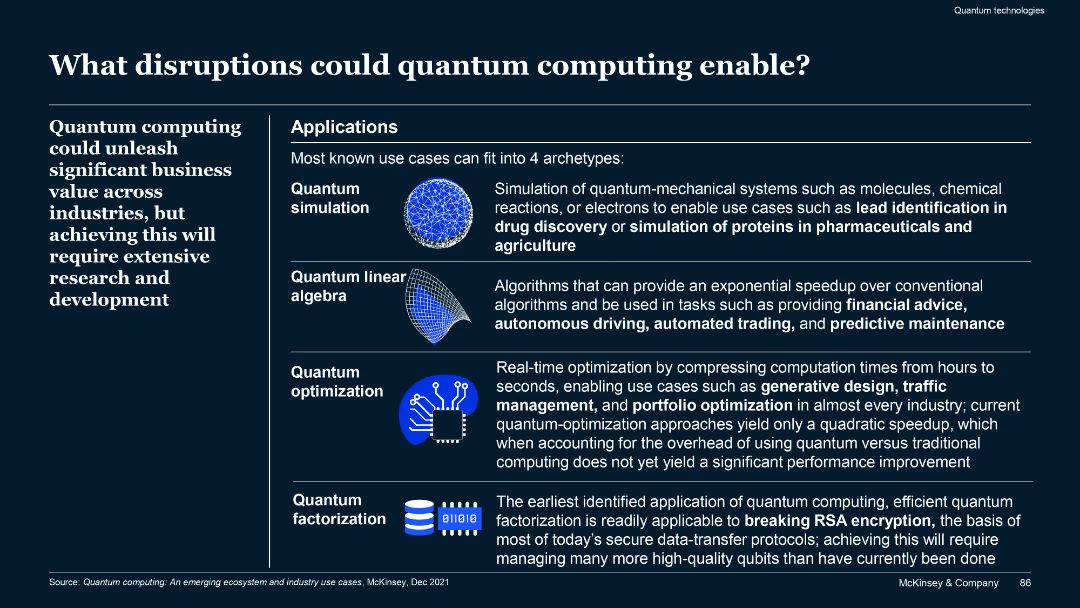 Quantum technologies
What disruptions could quantum computing enable?
Quantum computing
could unleash
significant business
value across
industries, but
achieving this will
require extensive
research and
development
Applications
Most known use cases can fit into 4 archetypes:
Quantum
simulation
Simulation of quantum-mechanical systems such as molecules, chemical
reactions, or electrons to enable use cases such as lead identification in
drug discovery or simulation of proteins in pharmaceuticals and
agriculture
Quantum linear
algebra
Algorithms that can provide an exponential speedup over conventional
algorithms and be used in tasks such as providing financial advice,
autonomous driving, automated trading, and predictive maintenance
Quantum
optimization
Real-time optimization by compressing computation times from hours to
seconds, enabling use cases such as generative design, traffic
management, and portfolio optimization in almost every industry; current
quantum-optimization approaches yield only a quadratic speedup, which
when accounting for the overhead of using quantum versus traditional
computing does not yet yield a significant performance improvement
Quantum
factorization
011010
The earliest identified application of quantum computing, efficient quantum
factorization is readily applicable to breaking RSA encryption, the basis of
most of today's secure data-transfer protocols; achieving this will require
managing many more high-quality qubits than have currently been done
Source: Quantum computing: An emerging ecosystem and industry use cases, McKinsey, Dec 2021
McKinsey & Company 86